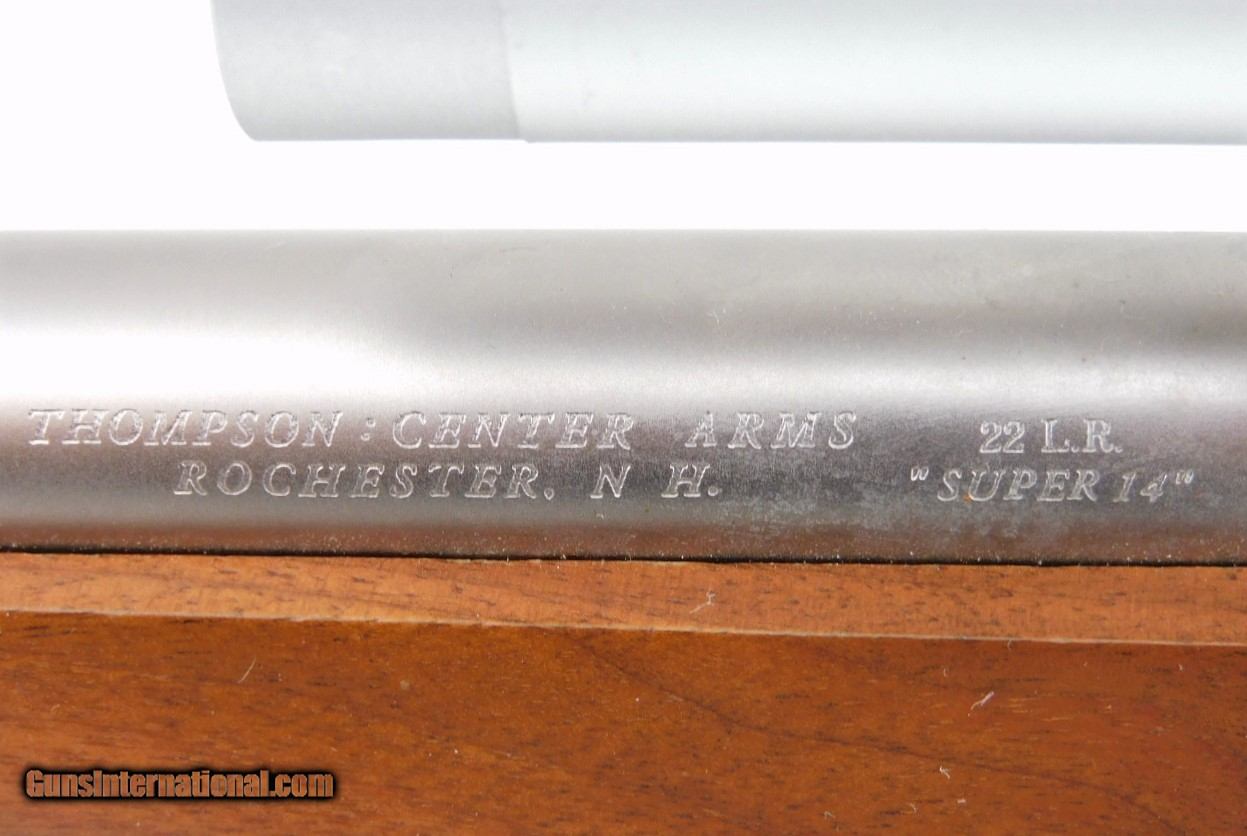 THOMPSON : CENTER ARMS
ROCHESTER, N H.
22 L.R.
"SUPER 14"
GunsInternational.com